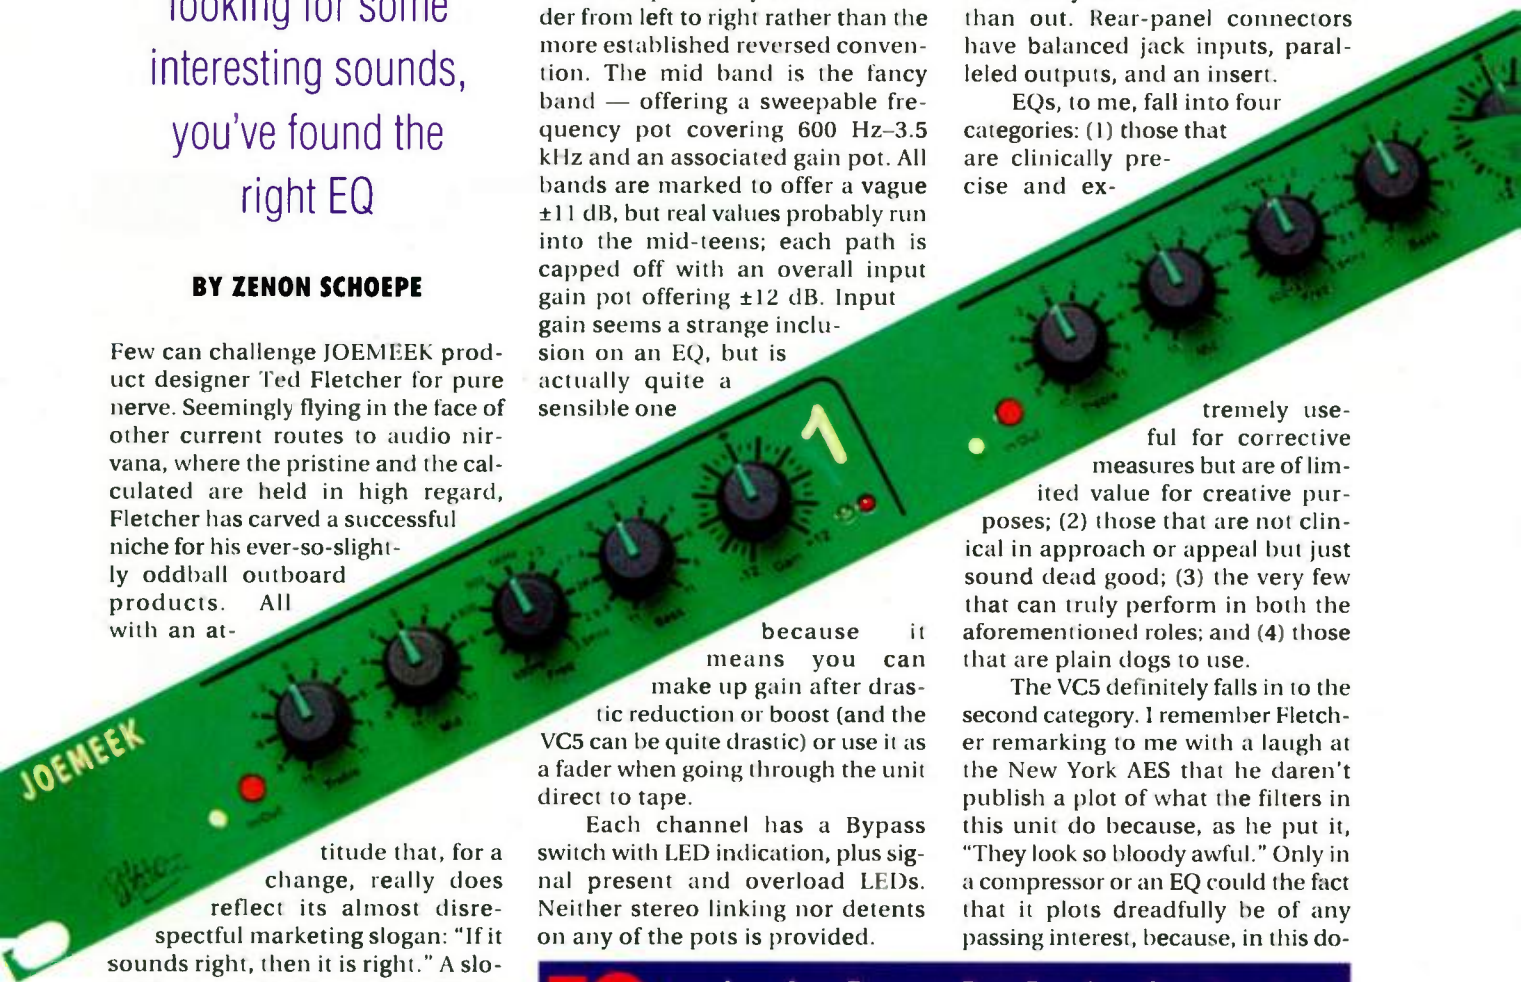 looking for some
interesting sounds,
you've found the
right EQ
BY ZENON SCHOEPE
Few can challenge JOEMEEK prod-
uct designer Ted Fletcher for pure
nerve. Seemingly flying in the face of
other current routes to audio nir-
vana, where the pristine and the cal-
culated are held in high regard,
Fletcher has carved a successful
niche for his ever-so-slight-
ly oddball outboard
products. All
with an at-
titude that, for a
change, really does
reflect its almost disre-
spectful marketing slogan: "If it
sounds right, then it is right." A slo-
der from left to right rather than the
more established reversed conven-
tion. The mid band is the fancy
band — offering a sweepable fre-
quency pot covering 600 Hz–3.5
kHz and an associated gain pot. All
bands are marked to offer a vague
±11 dB, but real values probably run
into the mid-teens; each path is
capped off with an overall input
gain pot offering ±12 dB. Input
gain seems a strange inclu-
sion on an EQ, but is
actually quite a
sensible one
because it
means you can
make up gain after dras-
tic reduction or boost (and the
VC5 can be quite drastic) or use it as
a fader when going through the unit
direct to tape.
Each channel has a Bypass
switch with LED indication, plus sig-
nal present and overload LEDs.
Neither stereo linking nor detents
on any of the pots is provided.
than out. Rear-panel connectors
have balanced jack inputs, paral-
leled outputs, and an insert.
EQs, to me, fall into four
categories: (1) those that
are clinically pre-
cise and ex-
tremely use-
ful for corrective
measures but are of lim-
ited value for creative pur-
poses; (2) those that are not clin-
ical in approach or appeal but just
sound dead good; (3) the very few
that can truly perform in both the
aforementioned roles; and (4) those
that are plain dogs to use.
The VC5 definitely falls in to the
second category. I remember Fletch-
er remarking to me with a laugh at
the New York AES that he daren't
publish a plot of what the filters in
this unit do because, as he put it,
"They look so bloody awful." Only in
a compressor or an EQ could the fact
that it plots dreadfully be of any
passing interest, because, in this do-
JOEMEEK
In Out
Treble
Mid
Freq
Bass
-12 Gain +12
1
In Out
Treble
Mid
Freq
Bass